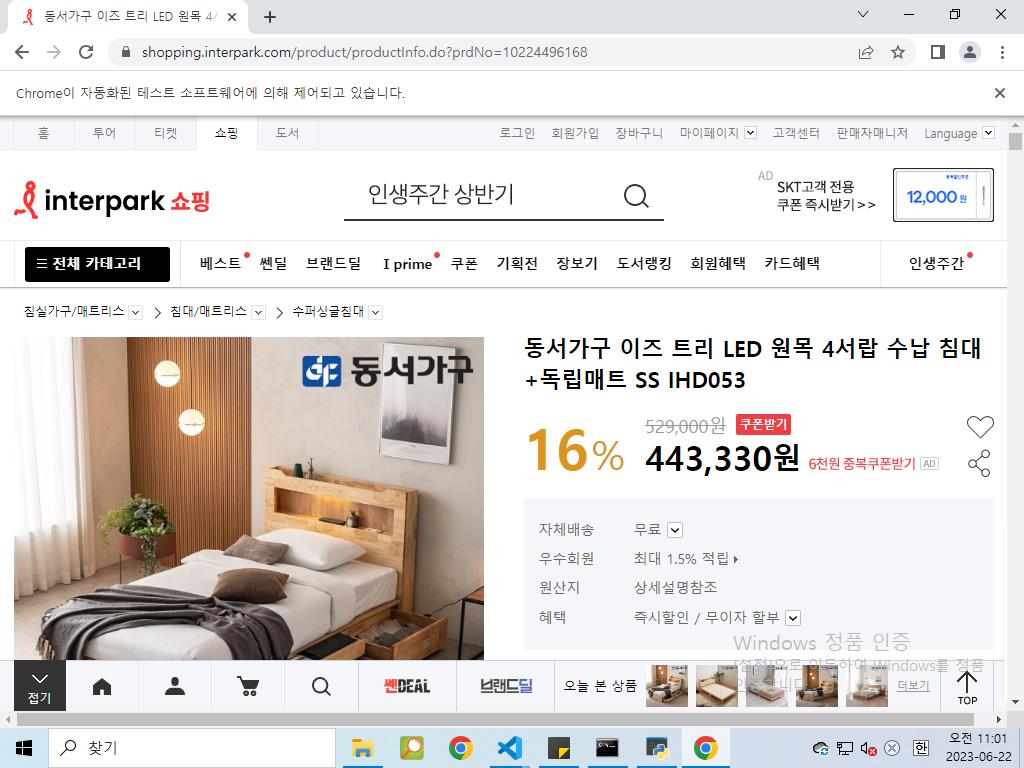 동서가구 이즈 트리 LED 원목 4서
shopping.interpark.com/product/productInfo.do?prdNo=10224496168
Chrome이 자동화된 테스트 소프트웨어에 의해 제어되고 있습니다.
홈 투어 티켓 쇼핑 도서 로그인 회원가입 장바구니 마이페이지 고객센터 판매자매니저 Language
interpark 쇼핑
인생주간 상반기
AD SKT고객 전용
쿠폰 즉시받기 >>
12,000 원
전체 카테고리 베스트 쎈딜 브랜드딜 I prime 쿠폰 기획전 장보기 도서랭킹 회원혜택 카드혜택 인생주간
침실가구/매트리스 침대/매트리스 수퍼싱글침대
동서가구
동서가구 이즈 트리 LED 원목 4서랍 수납 침대
+독립매트 SS IHD053
16% 529,000원 쿠폰받기
443,330원 6천원 중복쿠폰받기 AD
자체배송 무료
우수회원 최대 1.5% 적립
원산지 상세설명참조
혜택 즉시할인 / 무이자 할부
Windows 정품 인증
[설정]으로 이동하여 Windows를 정품
접기 쎈DEAL 브랜드딜 오늘 본 상품 더보기 TOP
찾기
한
오전 11:01
2023-06-22